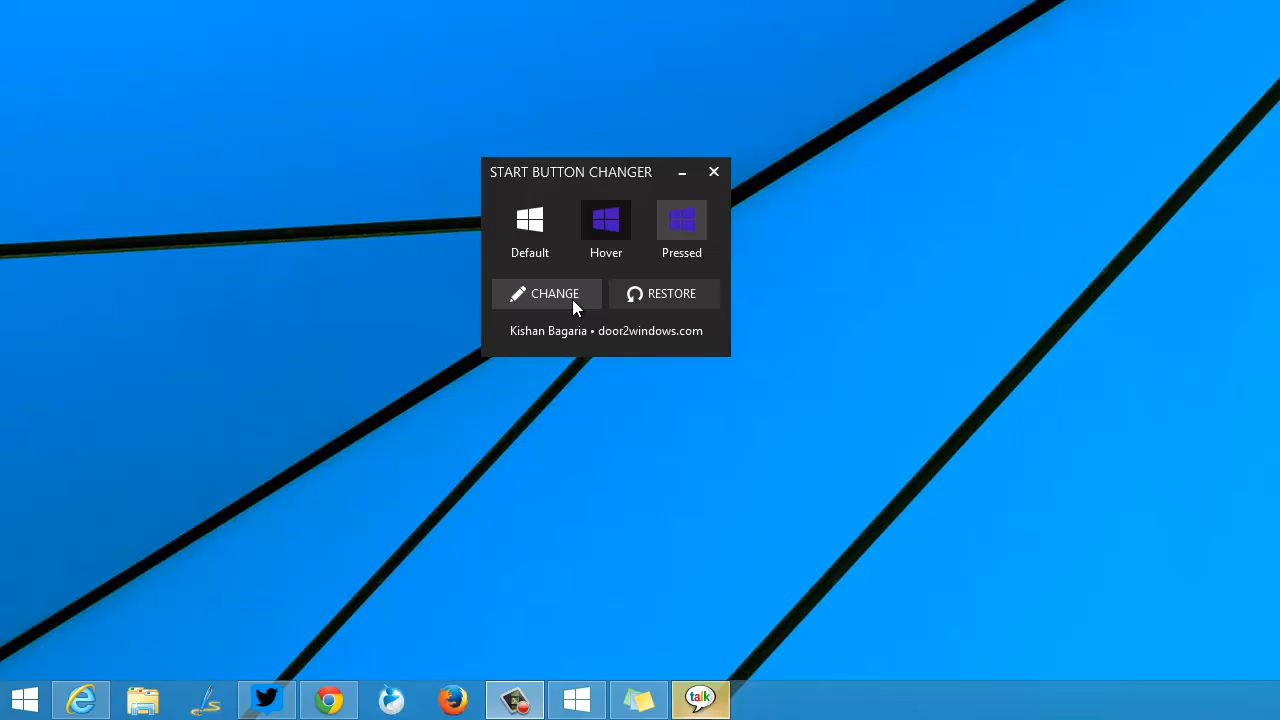 START BUTTON CHANGER
Default Hover Pressed
CHANGE RESTORE
Kishan Bagaria • door2windows.com
talk